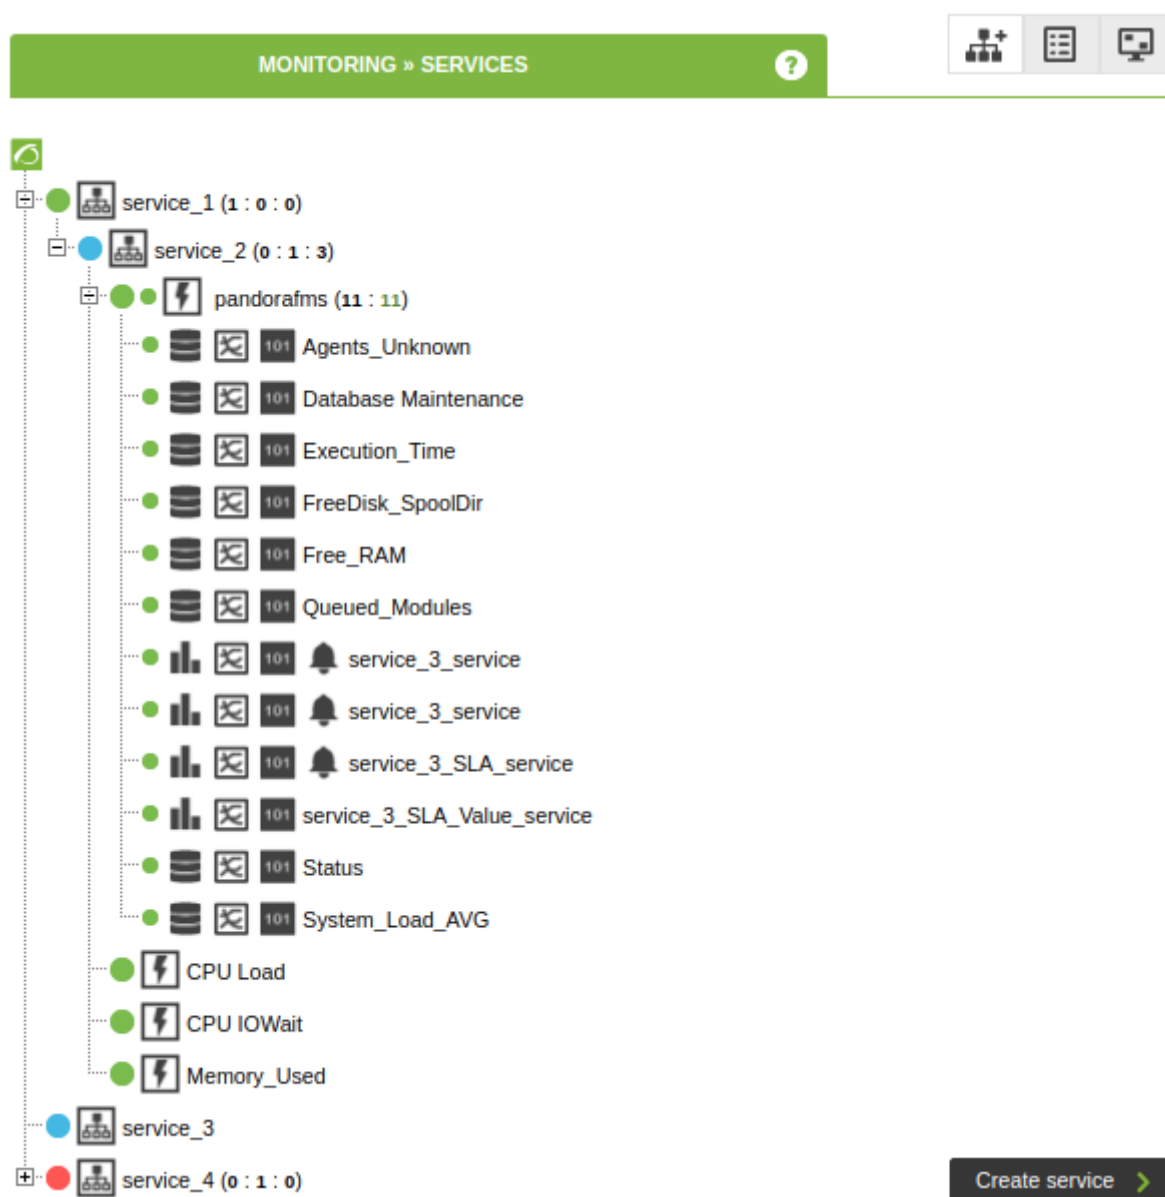 MONITORING » SERVICES ?
service_1 (1 : 0 : 0)
service_2 (0 : 1 : 3)
pandorafms (11 : 11)
101 Agents_Unknown
101 Database Maintenance
101 Execution_Time
101 FreeDisk_SpoolDir
101 Free_RAM
101 Queued_Modules
101 service_3_service
101 service_3_service
101 service_3_SLA_service
101 service_3_SLA_Value_service
101 Status
101 System_Load_AVG
CPU Load
CPU IOWait
Memory_Used
service_3
service_4 (0 : 1 : 0)
Create service